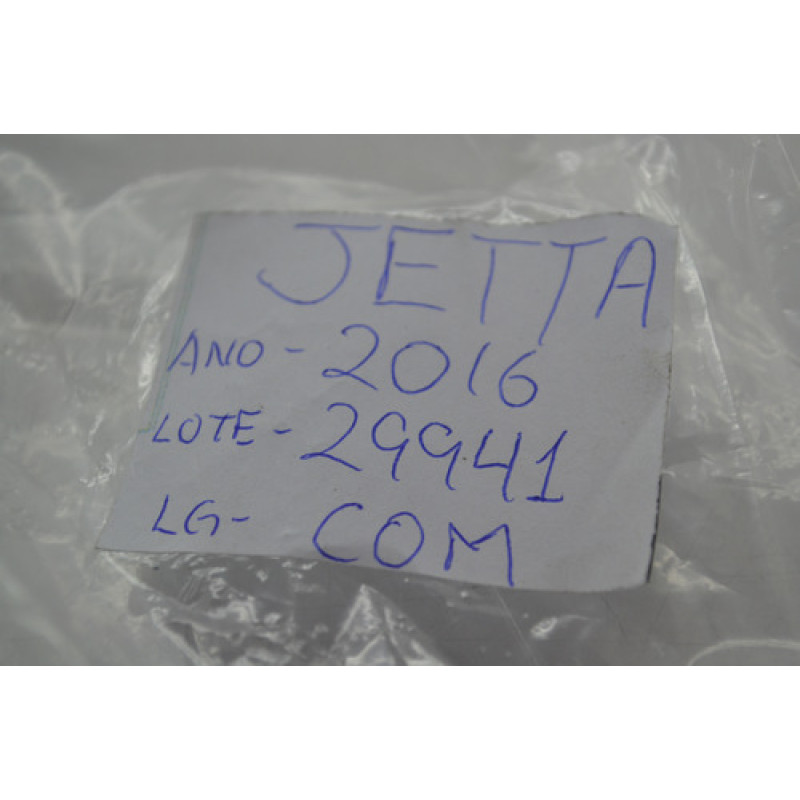 JETTA
ANO - 2016
LOTE - 29941
LG - COM